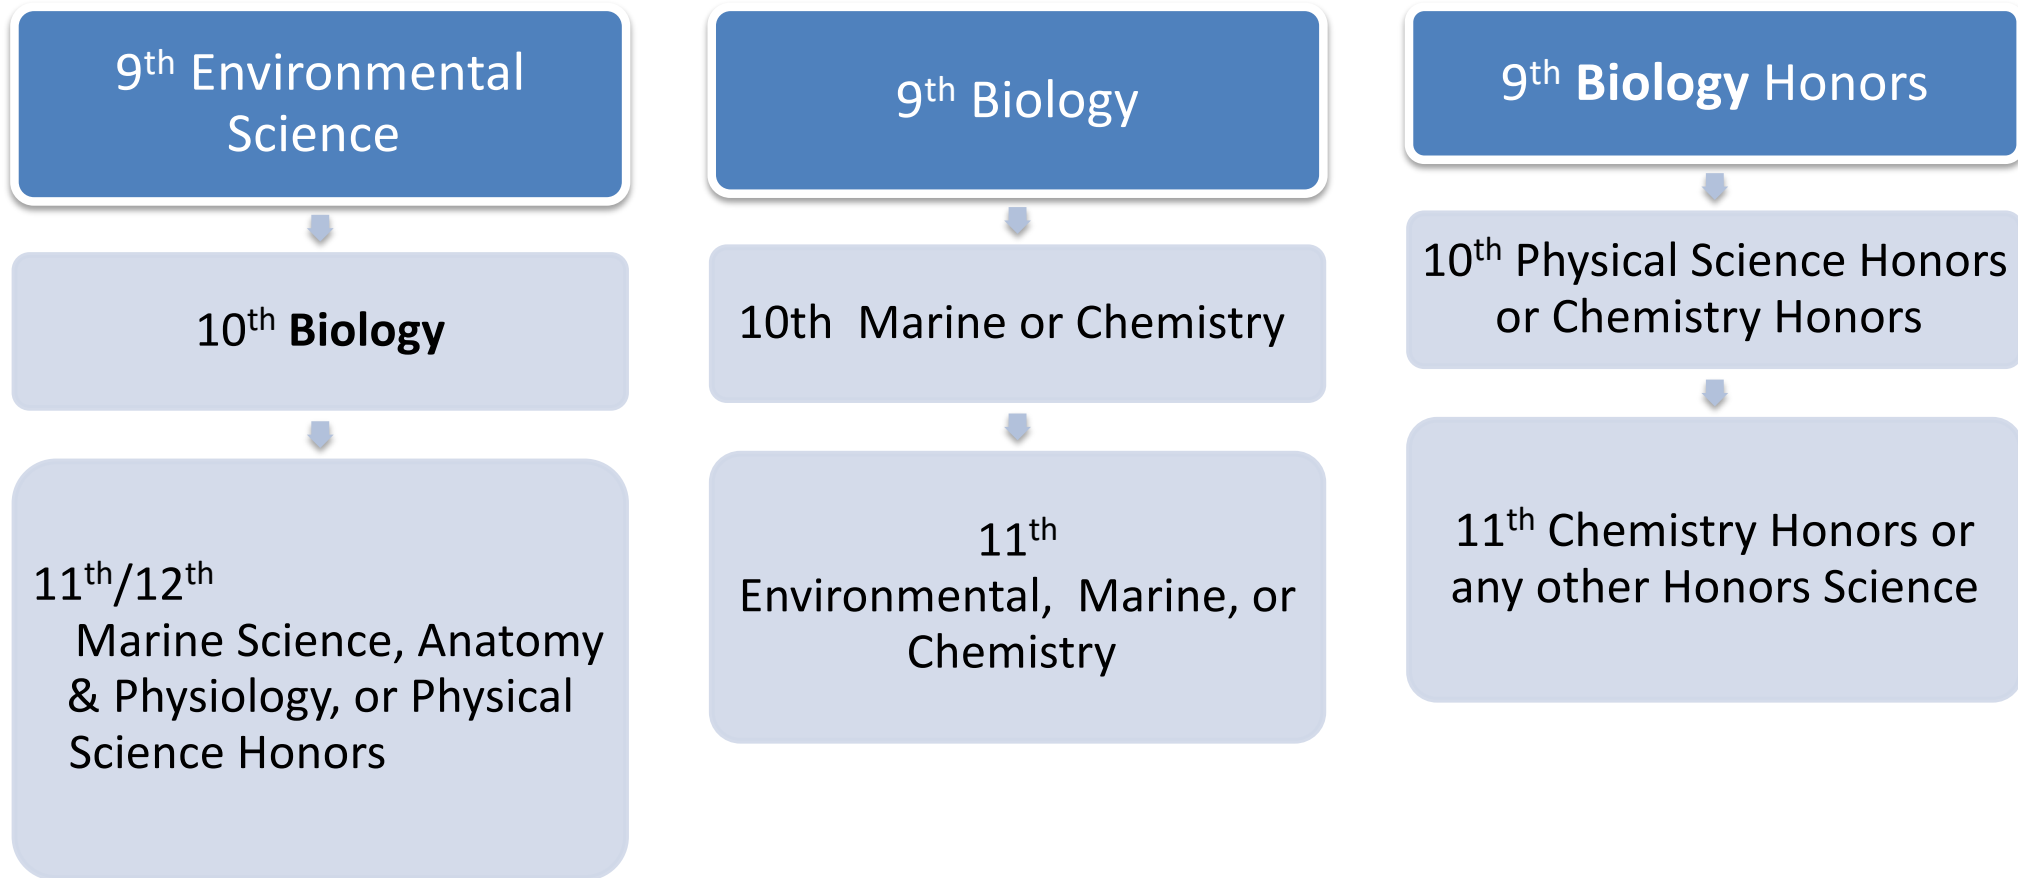 9th Environmental
Science
10th Biology
11th/12th
Marine Science, Anatomy
& Physiology, or Physical
Science Honors
9th Biology
10th  Marine or Chemistry
11th
Environmental,  Marine, or
Chemistry
9th Biology Honors
10th Physical Science Honors
or Chemistry Honors
11th Chemistry Honors or
any other Honors Science